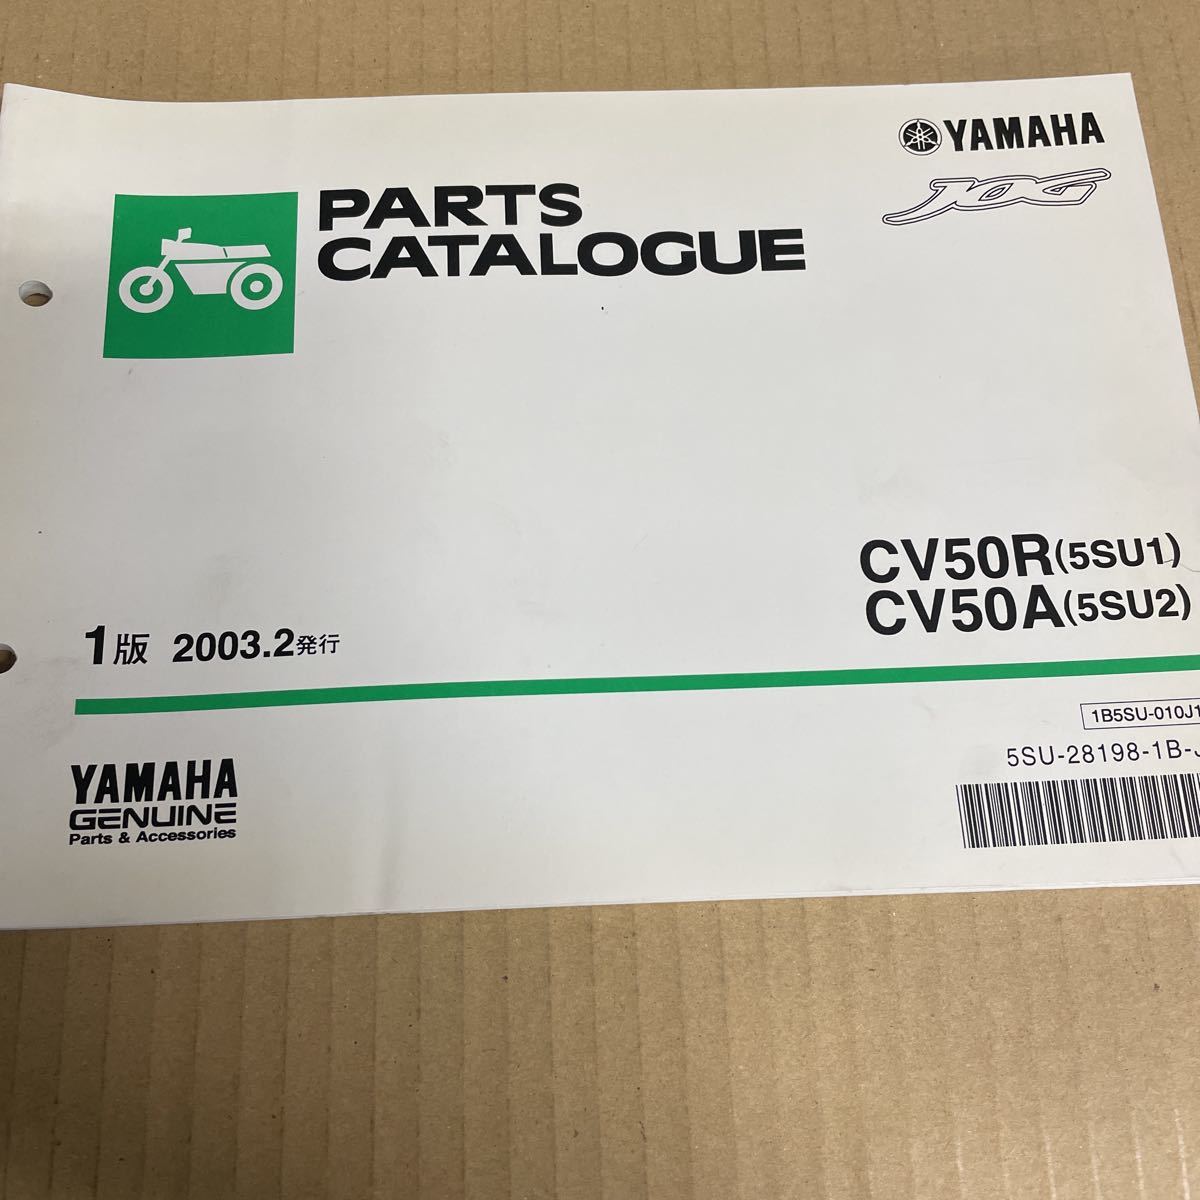 YAMAHA
JOG
PARTS
CATALOGUE
CV50R(5SU1)
CV50A(5SU2)
1版 2003.2発行
1B5SU-010J1
5SU-28198-1B-J
YAMAHA
GENUINE
Parts & Accessories